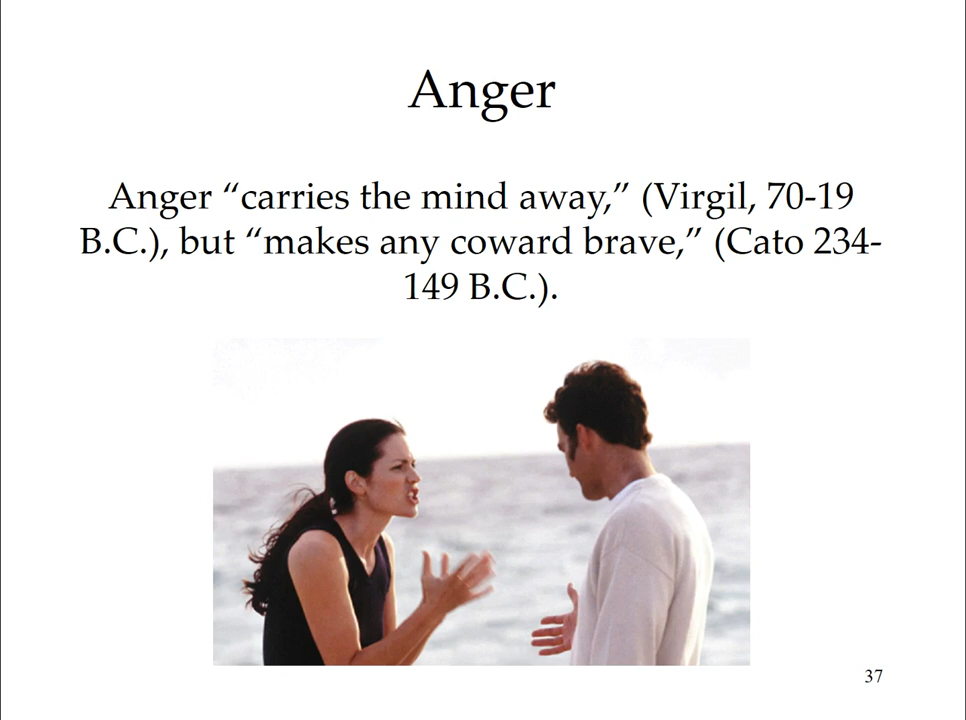 Anger
Anger “carries the mind away,” (Virgil, 70-19
B.C.), but “makes any coward brave,” (Cato 234-
149 B.C.).
37